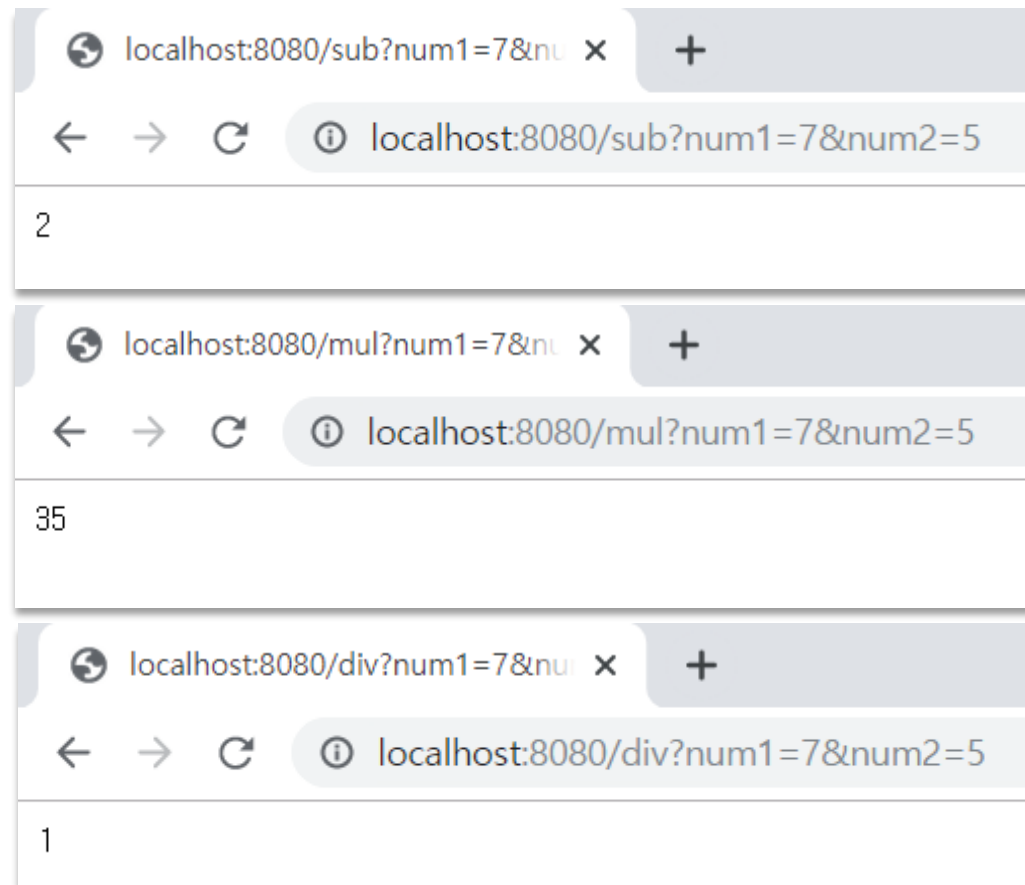 localhost:8080/sub?num1=7&nu
localhost:8080/sub?num1=7&num2=5
2
localhost:8080/mul?num1=7&nu
localhost:8080/mul?num1=7&num2=5
35
localhost:8080/div?num1=7&nu
localhost:8080/div?num1=7&num2=5
1